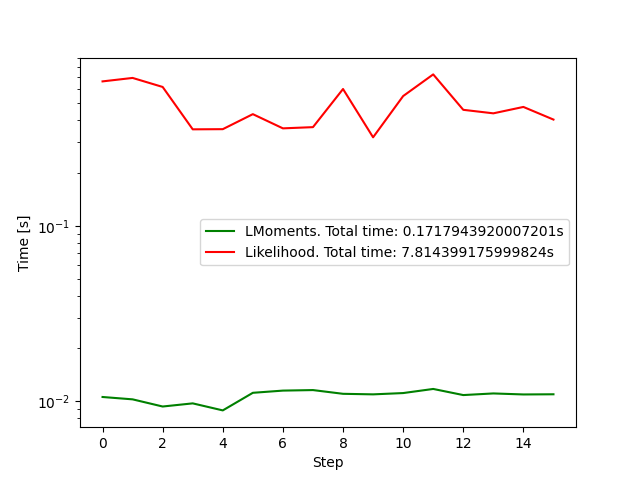 Time [s]
10⁻¹
10⁻²
LMoments. Total time: 0.1717943920007201s
Likelihood. Total time: 7.814399175999824s
0 2 4 6 8 10 12 14
Step